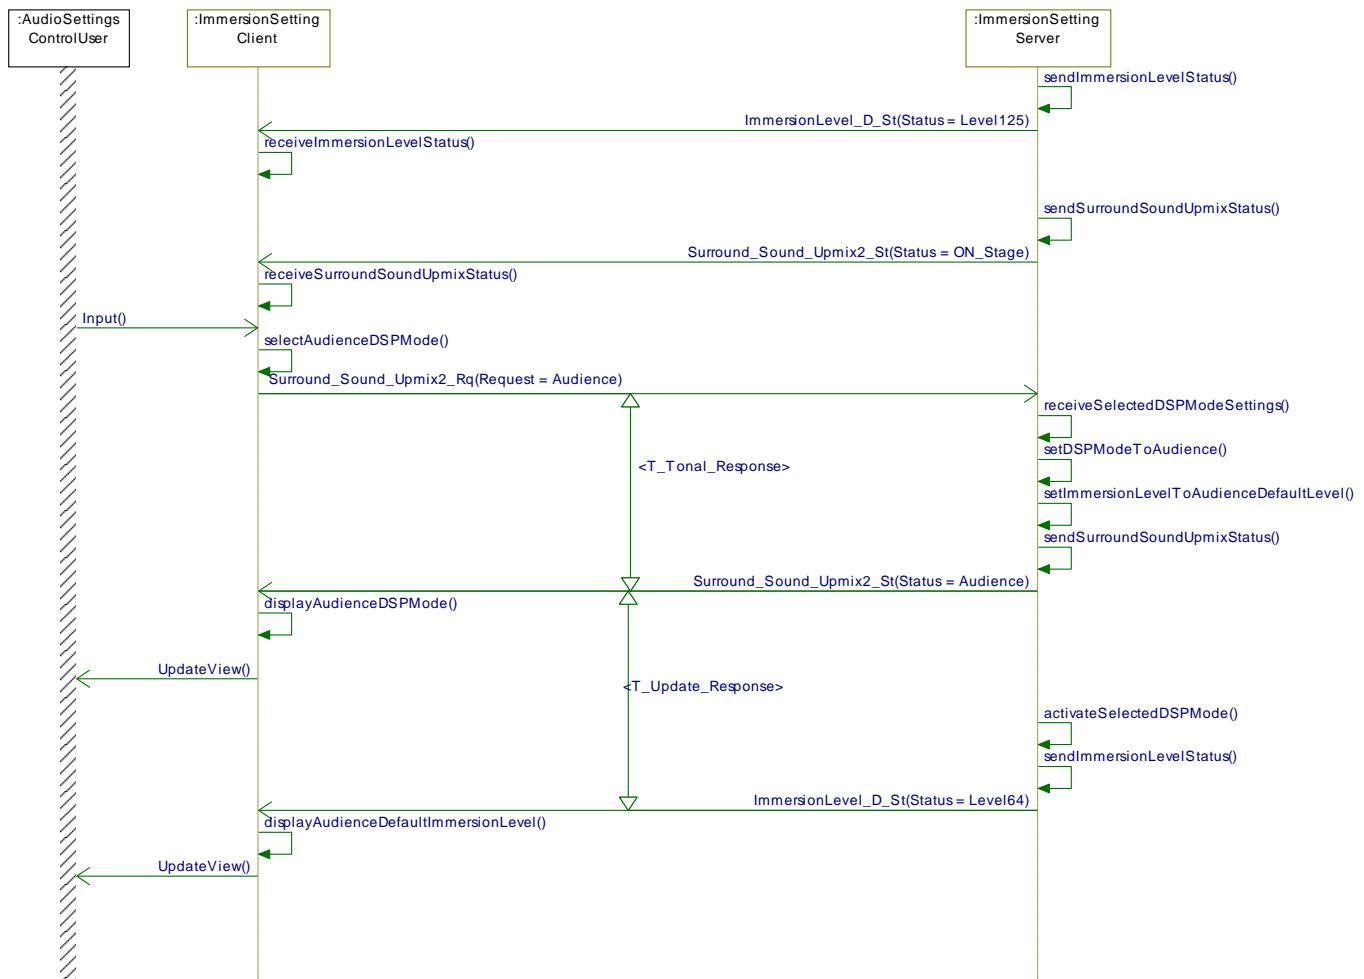 :AudioSettings
ControlUser
:ImmersionSetting
Client
:ImmersionSetting
Server
sendImmersionLevelStatus()
ImmersionLevel_D_St(Status = Level125)
receiveImmersionLevelStatus()
sendSurroundSoundUpmixStatus()
Surround_Sound_Upmix2_St(Status = ON_Stage)
receiveSurroundSoundUpmixStatus()
Input()
selectAudienceDSPMode()
Surround_Sound_Upmix2_Rq(Request = Audience)
receiveSelectedDSPModeSettings()
setDSPModeToAudience()
<T_Tonal_Response>
setImmersionLevelToAudienceDefaultLevel()
sendSurroundSoundUpmixStatus()
Surround_Sound_Upmix2_St(Status = Audience)
displayAudienceDSPMode()
UpdateView()
<T_Update_Response>
activateSelectedDSPMode()
sendImmersionLevelStatus()
ImmersionLevel_D_St(Status = Level64)
displayAudienceDefaultImmersionLevel()
UpdateView()